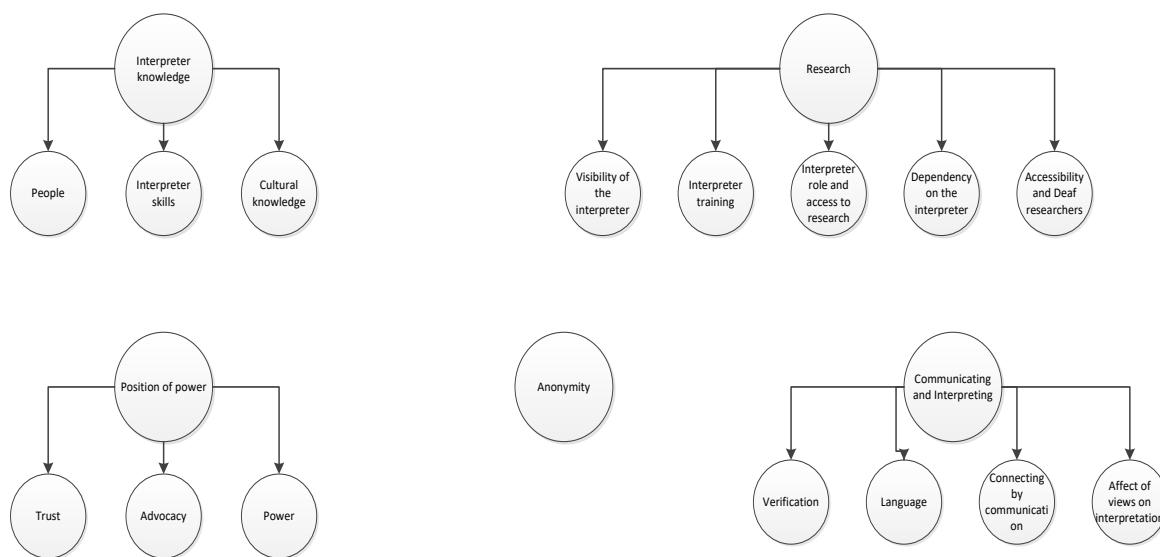 Interpreter
knowledge
People
Interpreter
skills
Cultural
knowledge
Research
Visibility of
the
interpreter
Interpreter
training
Interpreter
role and
access to
research
Dependency
on the
interpreter
Accessibility
and Deaf
researchers
Position of power
Trust
Advocacy
Power
Anonymity
Communicating
and Interpreting
Verification
Language
Connecting
by
communicati
on
Affect of
views on
interpretation